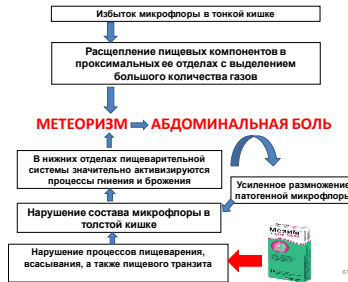 Избыток микрофлоры в тонкой кишке
Расщепление пищевых компонентов в
проксимальных ее отделах с выделением
большого количества газов
МЕТЕОРИЗМ АБДОМИНАЛЬНАЯ БОЛЬ
В нижних отделах пищеварительной
системы значительно активизируются
процессы гниения и брожения
Усиленное размножение
патогенной микрофлоры
Нарушение состава микрофлоры в
толстой кишке
Нарушение процессов пищеварения,
всасывания, а также пищевого транзита